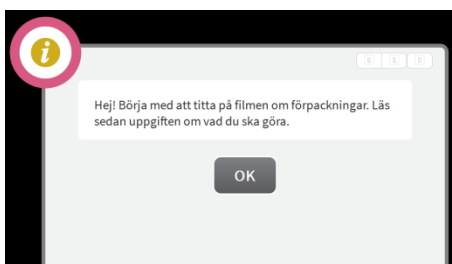 i
Hej! Börja med att titta på filmen om förpackningar. Läs
sedan uppgiften om vad du ska göra.
OK